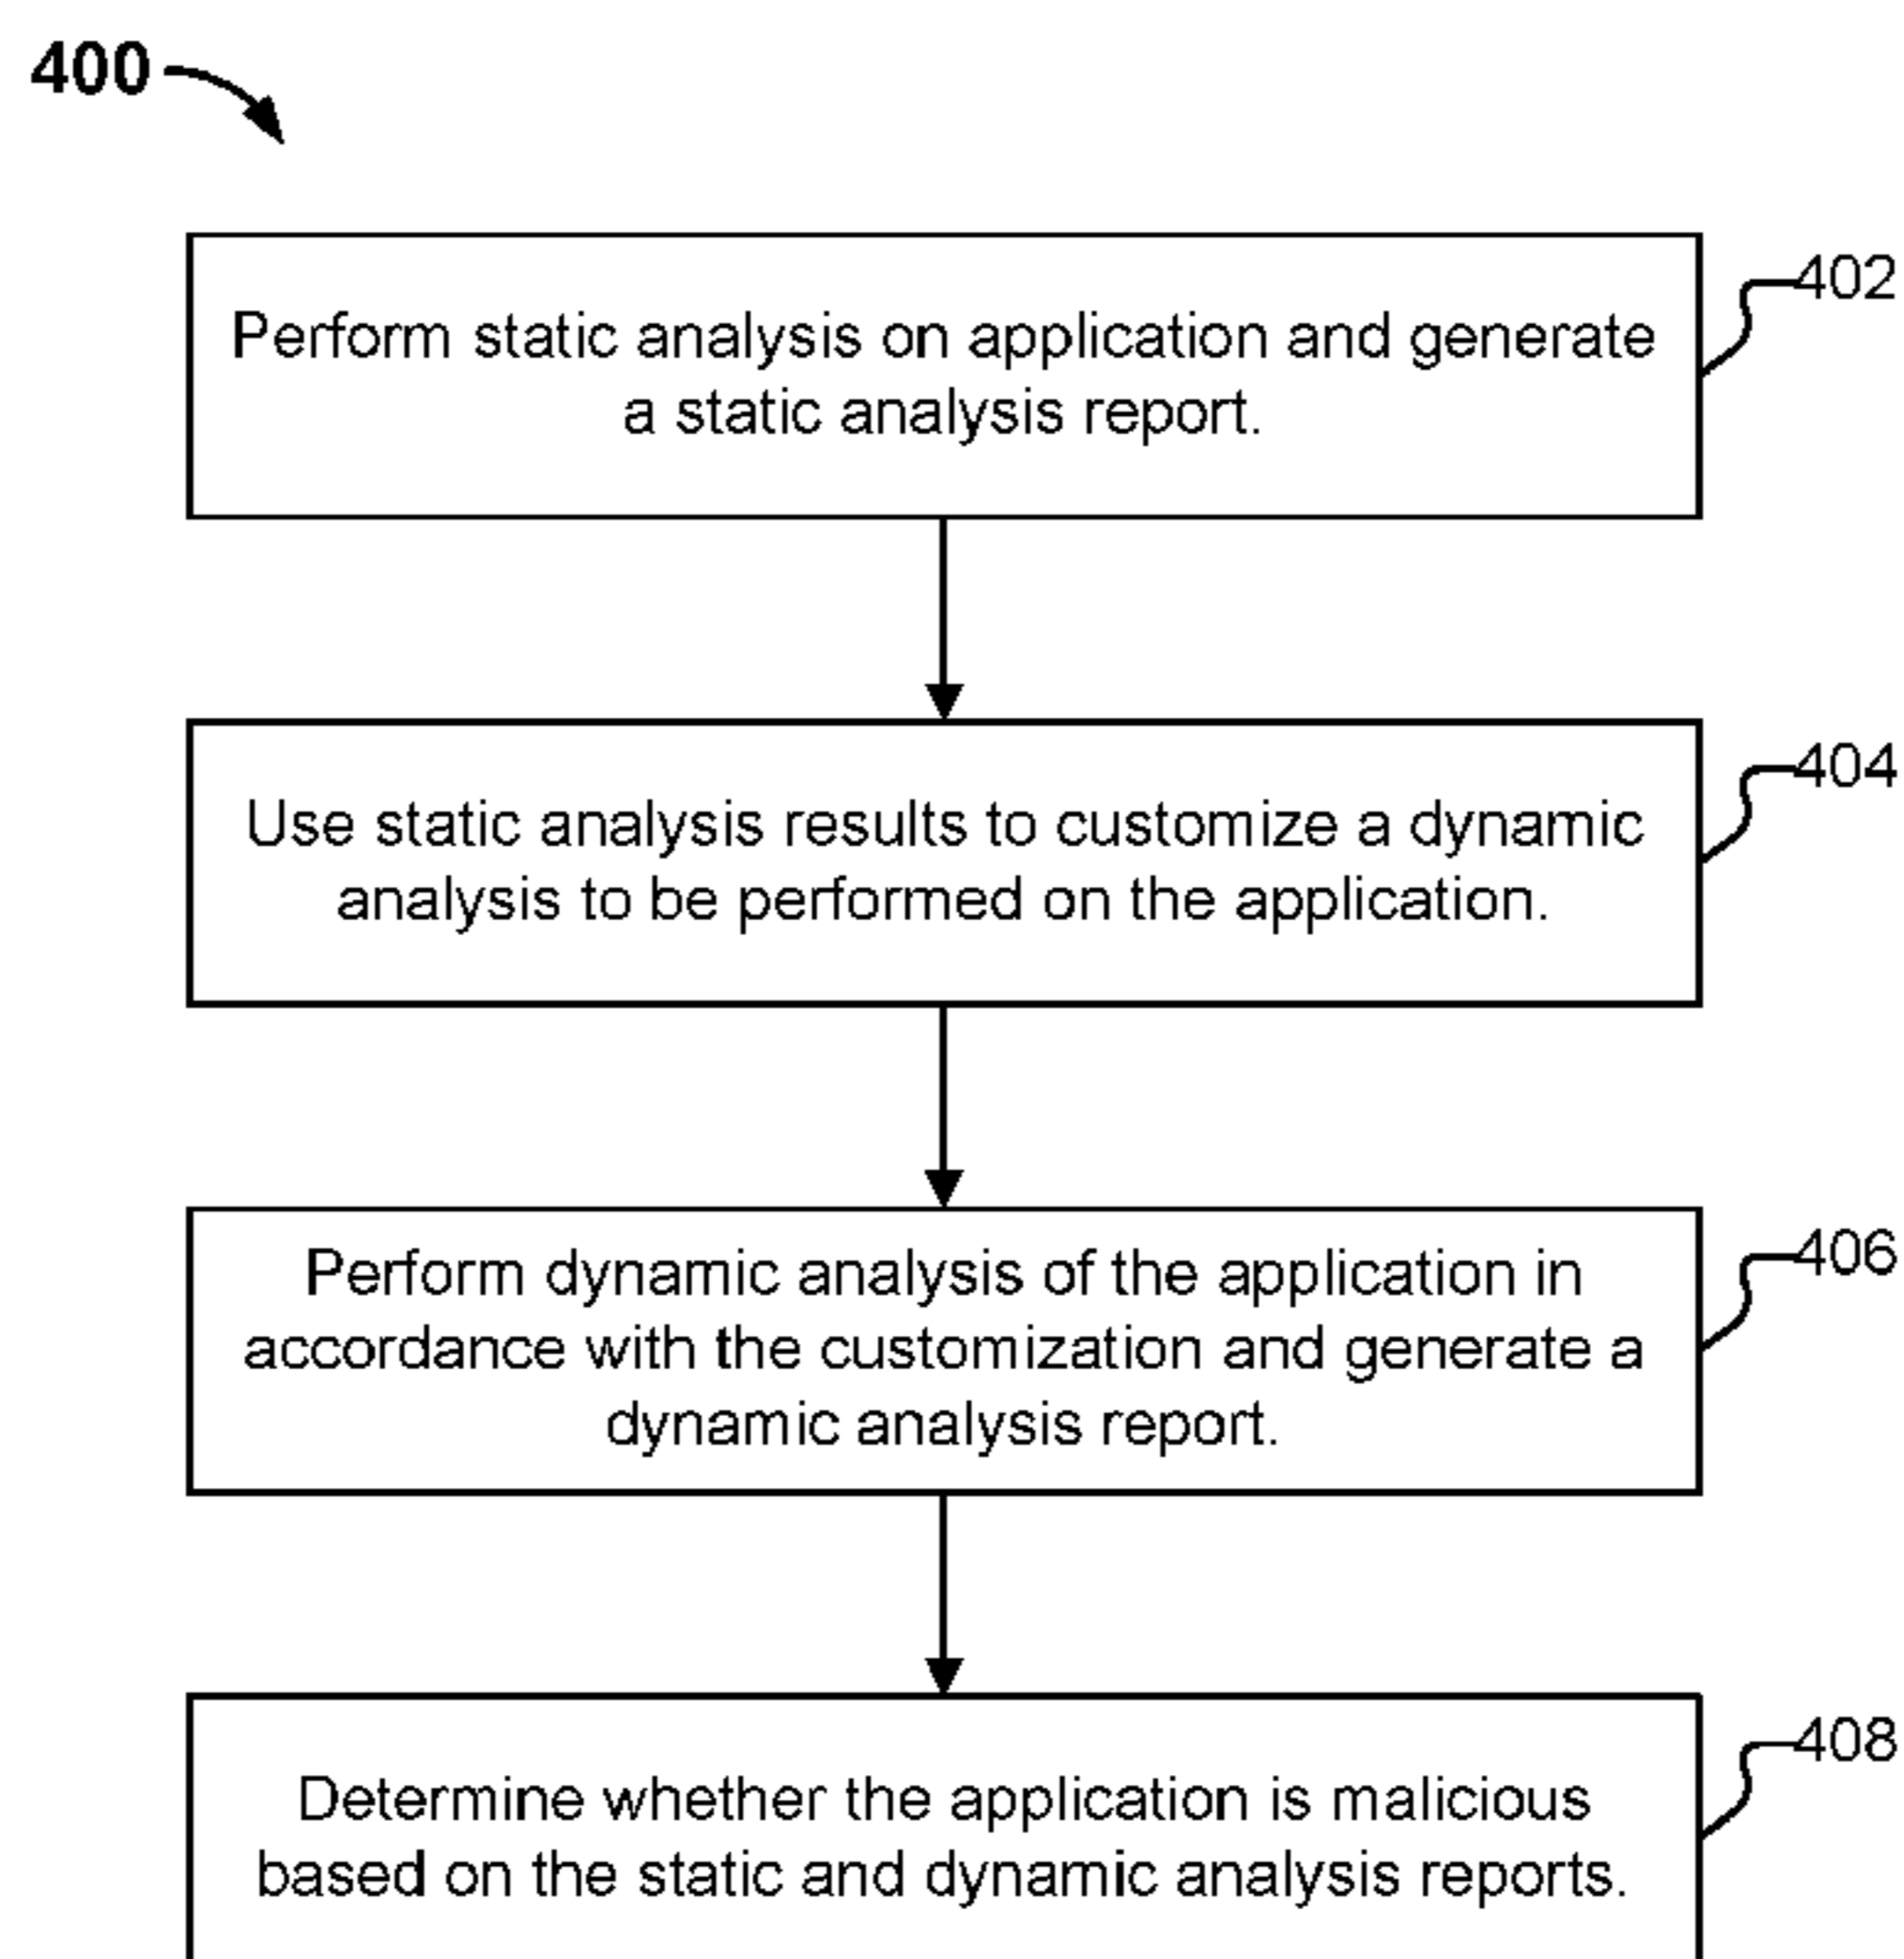 400
402
Perform static analysis on application and generate
a static analysis report.
404
Use static analysis results to customize a dynamic
analysis to be performed on the application.
406
Perform dynamic analysis of the application in
accordance with the customization and generate a
dynamic analysis report.
408
Determine whether the application is malicious
based on the static and dynamic analysis reports.